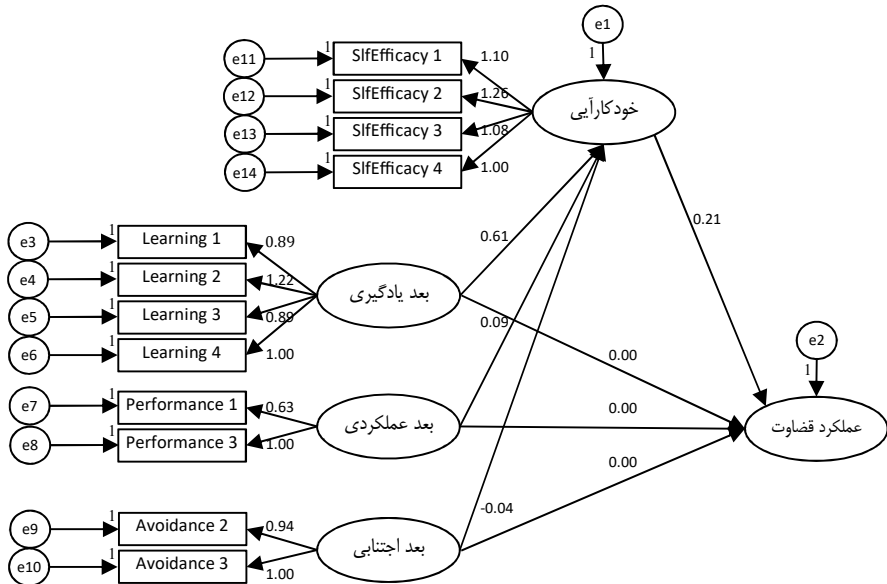 e1
1
e11
1
SlfEfficacy 1
1.10
e12
1
SlfEfficacy 2
1.26
خودکارآیی
e13
1
SlfEfficacy 3
1.08
e14
1
SlfEfficacy 4
1.00
0.21
e3
1
Learning 1
0.89
0.61
e4
1
Learning 2
1.22
بعد یادگیری
e5
1
Learning 3
0.89
0.09
e2
1
e6
1
Learning 4
1.00
0.00
e7
1
Performance 1
0.63
0.00
بعد عملکردی
عملکرد قضاوت
e8
1
Performance 3
1.00
0.00
-0.04
e9
1
Avoidance 2
0.94
بعد اجتنابی
e10
1
Avoidance 3
1.00